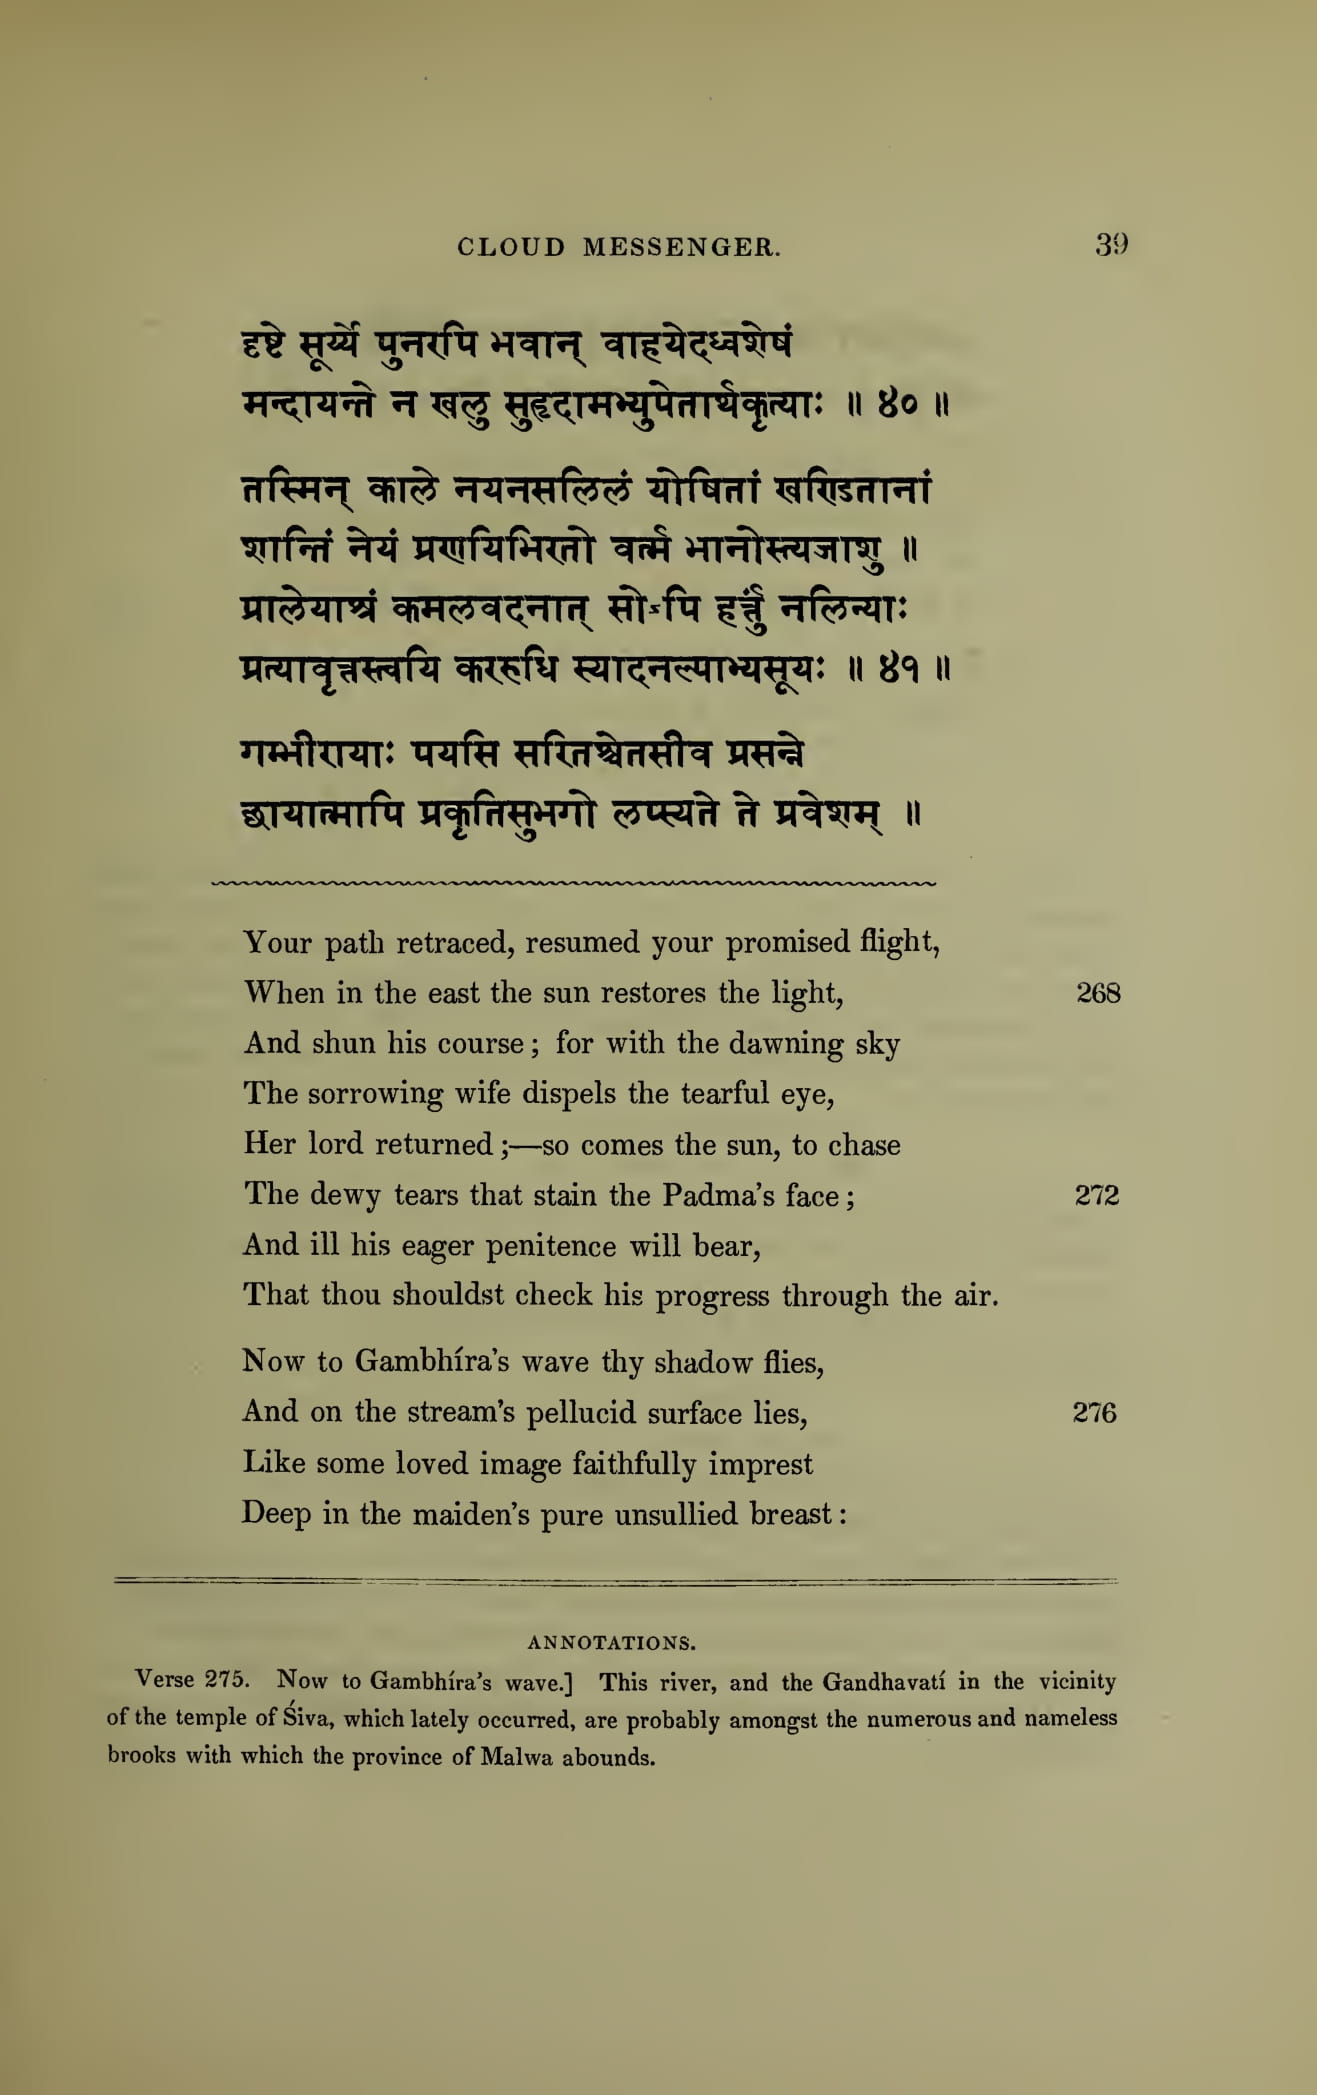 CLOUD MESSENGER. 39
दृष्टे सूर्य्ये पुनरपि भवान् वाहयेदध्वशेषं
मन्दायन्ते न खलु सुहृदामभ्युपेतार्थकृत्याः ॥ ४० ॥
तस्मिन् काले नयनसलिलं योषितां खण्डितानां
शान्तिं नेयं प्रणयिभिरतो वर्त्म भानोस्त्यजाशु ॥
प्रालेयाश्रं कमलवदनात् सोऽपि हर्त्तुं नलिन्याः
प्रत्यावृत्तस्त्वयि कररुधि स्यादनल्पाभ्यसूयः ॥ ४१ ॥
गम्भीरायाः पयसि सरितश्चेतसीव प्रसन्ने
छायात्मापि प्रकृतिसुभगो लप्स्यते ते प्रवेशम् ॥
Your path retraced, resumed your promised flight,
When in the east the sun restores the light, 268
And shun his course; for with the dawning sky
The sorrowing wife dispels the tearful eye,
Her lord returned;—so comes the sun, to chase
The dewy tears that stain the Padma's face; 272
And ill his eager penitence will bear,
That thou shouldst check his progress through the air.
Now to Gambhíra's wave thy shadow flies,
And on the stream's pellucid surface lies, 276
Like some loved image faithfully imprest
Deep in the maiden's pure unsullied breast:
ANNOTATIONS.
Verse 275. Now to Gambhíra's wave.] This river, and the Gandhavatí in the vicinity
of the temple of Śiva, which lately occurred, are probably amongst the numerous and nameless
brooks with which the province of Malwa abounds.